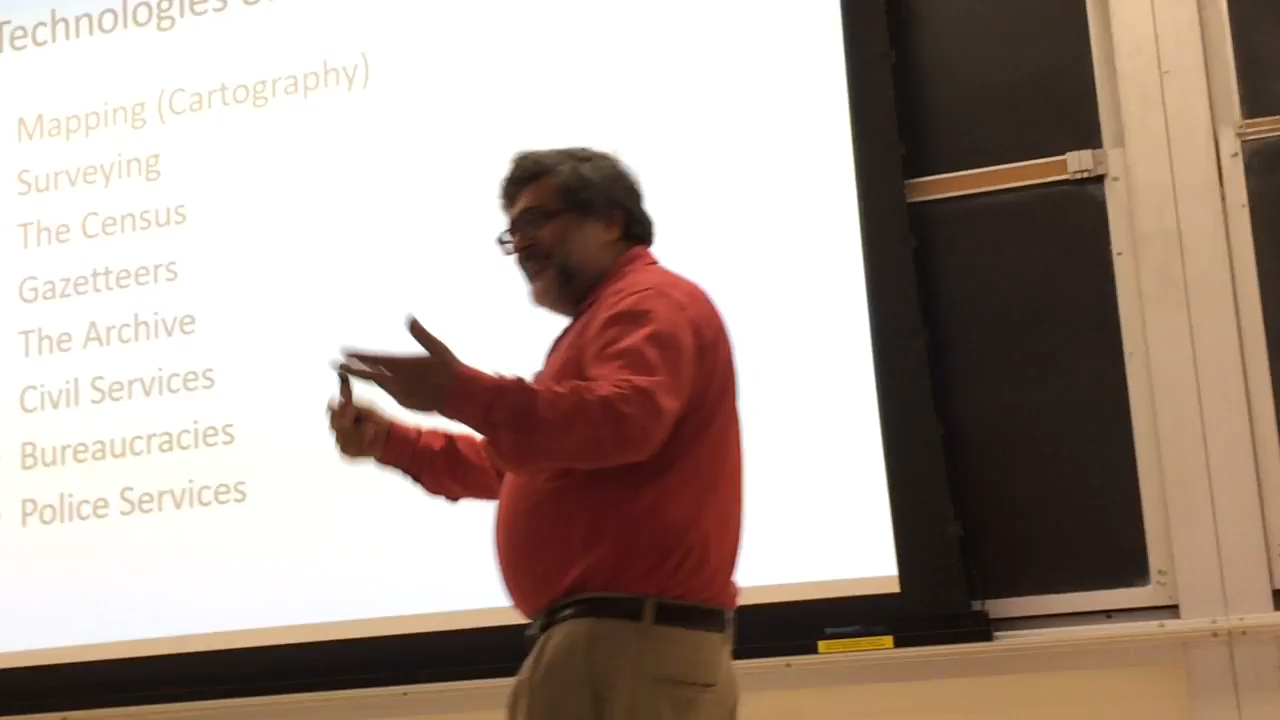 Technologies
Mapping (Cartography)
Surveying
The Census
Gazetteers
The Archive
Civil Services
Bureaucracies
Police Services